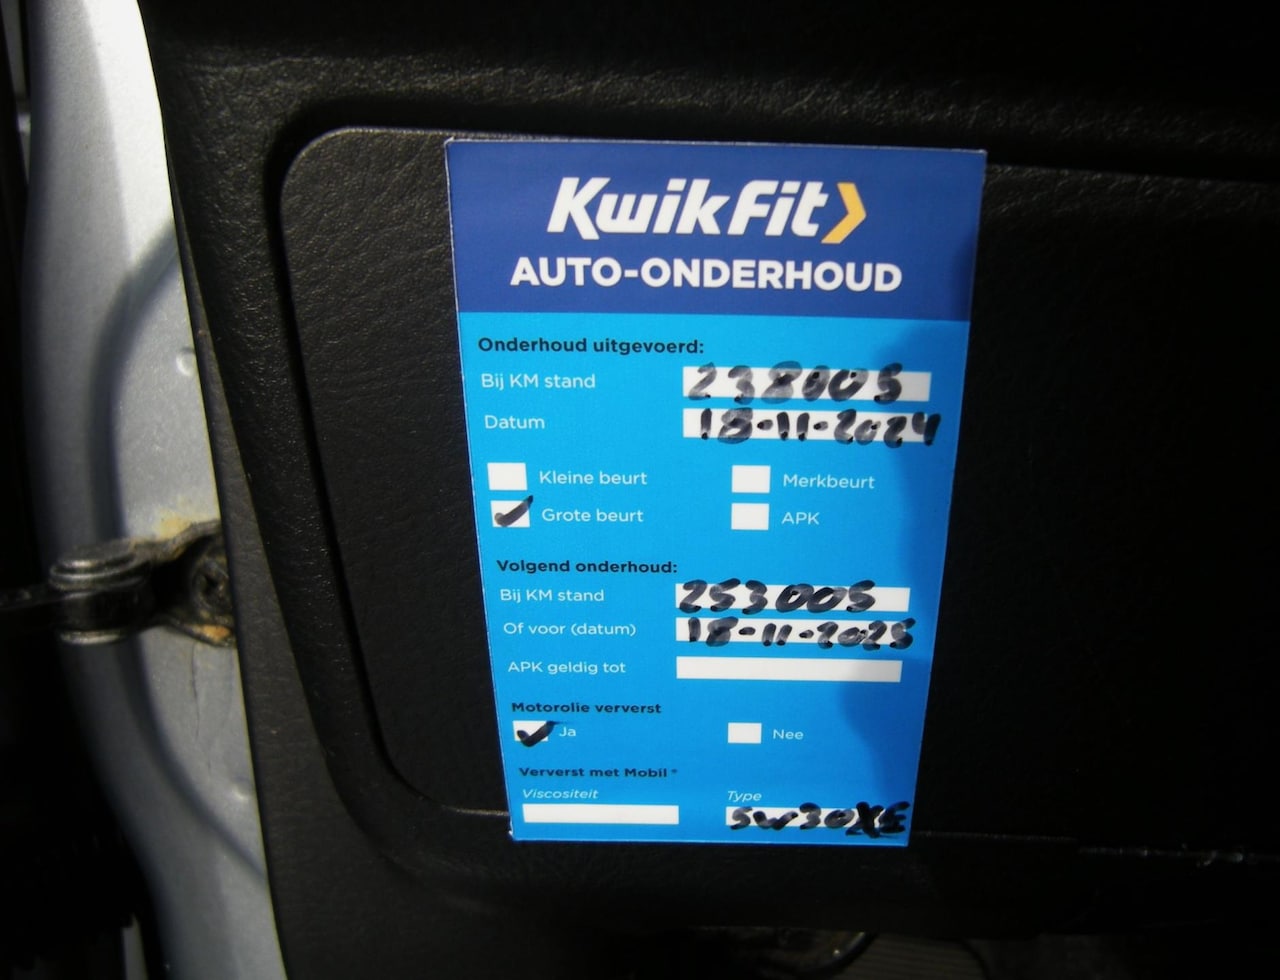 KwikFit
AUTO-ONDERHOUD
Onderhoud uitgevoerd:
Bij KM stand 238005
Datum 18-11-2024
Kleine beurt Merkbeurt
Grote beurt APK
Volgend onderhoud:
Bij KM stand 253005
Of voor (datum) 18-11-2025
APK geldig tot
Motorolie ververst
Ja Nee
Ververst met Mobil*
Viscositeit Type
5w30XE